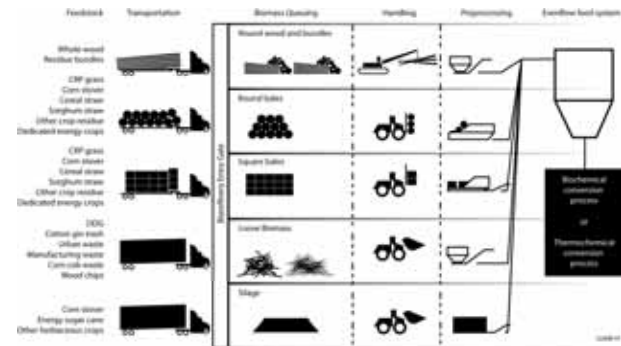 Feedstock
Transportation
Biomass Queuing
Handling
Preprocessing
Evenflow feed system
Whole wood
Residue bundles
Round wood and bundles
CRP grass
Corn stover
Cereal straw
Sorghum straw
Other crop residue
Dedicated energy crops
Round bales
CRP grass
Corn stover
Cereal straw
Sorghum straw
Other crop residue
Dedicated energy crops
Square bales
Biorefinery Entry Gate
DDG
Cotton gin trash
Urban waste
Manufacturing waste
Corn cob waste
Wood chips
Loose Biomass
Corn stover
Energy sugar cane
Other herbaceous crops
Silage
Biochemical
conversion
process
or
Thermochemical
conversion
process